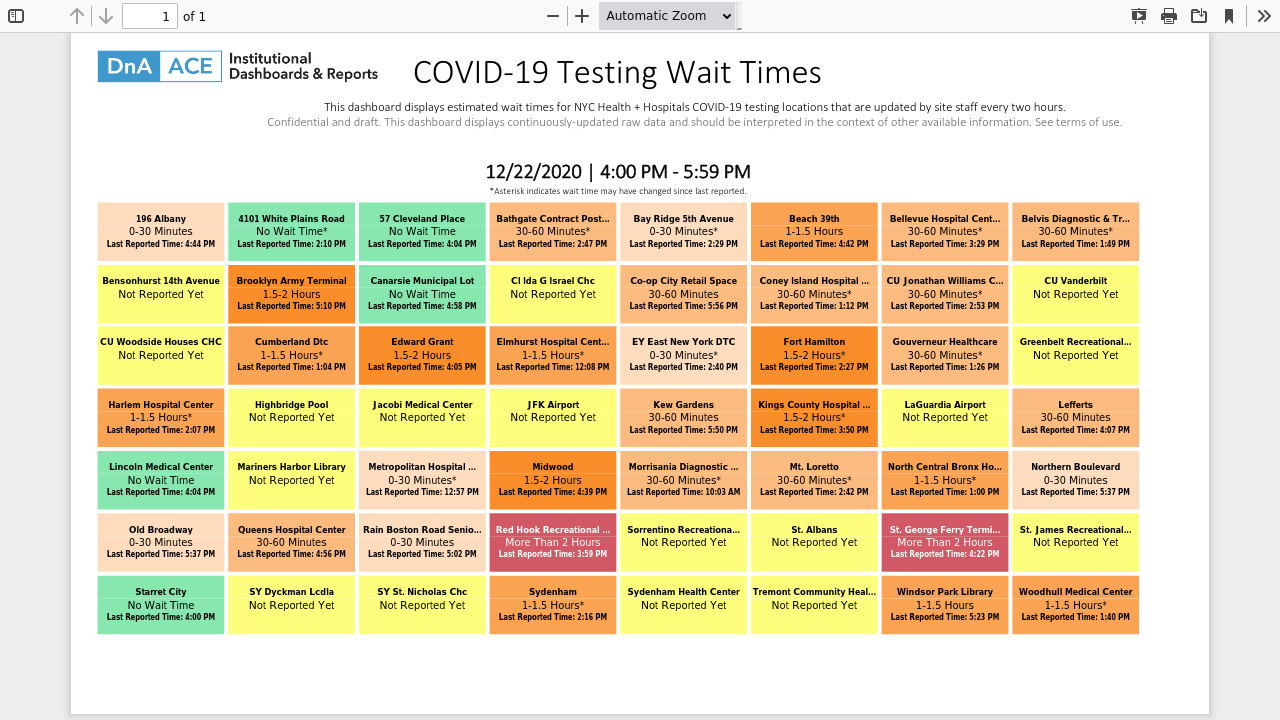 1 of 1
Automatic Zoom
DnA ACE Institutional
Dashboards & Reports
COVID-19 Testing Wait Times
This dashboard displays estimated wait times for NYC Health + Hospitals COVID-19 testing locations that are updated by site staff every two hours.
Confidential and draft. This dashboard displays continuously-updated raw data and should be interpreted in the context of other available information. See terms of use.
12/22/2020 | 4:00 PM - 5:59 PM
*Asterisk indicates wait time may have changed since last reported.
196 Albany
0-30 Minutes
Last Reported Time: 4:44 PM
4101 White Plains Road
No Wait Time*
Last Reported Time: 2:10 PM
57 Cleveland Place
No Wait Time
Last Reported Time: 4:04 PM
Bathgate Contract Post...
30-60 Minutes*
Last Reported Time: 2:47 PM
Bay Ridge 5th Avenue
0-30 Minutes*
Last Reported Time: 2:29 PM
Beach 39th
1-1.5 Hours
Last Reported Time: 4:42 PM
Bellevue Hospital Cent...
30-60 Minutes*
Last Reported Time: 3:29 PM
Belvis Diagnostic & Tr...
30-60 Minutes*
Last Reported Time: 1:49 PM
Bensonhurst 14th Avenue
Not Reported Yet
Brooklyn Army Terminal
1.5-2 Hours
Last Reported Time: 5:10 PM
Canarsie Municipal Lot
No Wait Time
Last Reported Time: 4:58 PM
CI Ida G Israel Chc
Not Reported Yet
Co-op City Retail Space
30-60 Minutes
Last Reported Time: 5:56 PM
Coney Island Hospital ...
30-60 Minutes*
Last Reported Time: 1:12 PM
CU Jonathan Williams C...
30-60 Minutes*
Last Reported Time: 2:53 PM
CU Vanderbilt
Not Reported Yet
CU Woodside Houses CHC
Not Reported Yet
Cumberland Dtc
1-1.5 Hours*
Last Reported Time: 1:04 PM
Edward Grant
1.5-2 Hours
Last Reported Time: 4:05 PM
Elmhurst Hospital Cent...
1-1.5 Hours*
Last Reported Time: 12:08 PM
EY East New York DTC
0-30 Minutes*
Last Reported Time: 2:40 PM
Fort Hamilton
1.5-2 Hours*
Last Reported Time: 2:27 PM
Gouverneur Healthcare
30-60 Minutes*
Last Reported Time: 1:26 PM
Greenbelt Recreational...
Not Reported Yet
Harlem Hospital Center
1-1.5 Hours*
Last Reported Time: 2:07 PM
Highbridge Pool
Not Reported Yet
Jacobi Medical Center
Not Reported Yet
JFK Airport
Not Reported Yet
Kew Gardens
30-60 Minutes
Last Reported Time: 5:50 PM
Kings County Hospital ...
1.5-2 Hours*
Last Reported Time: 3:50 PM
LaGuardia Airport
Not Reported Yet
Lefferts
30-60 Minutes
Last Reported Time: 4:07 PM
Lincoln Medical Center
No Wait Time
Last Reported Time: 4:04 PM
Mariners Harbor Library
Not Reported Yet
Metropolitan Hospital ...
0-30 Minutes*
Last Reported Time: 12:57 PM
Midwood
1.5-2 Hours
Last Reported Time: 4:39 PM
Morrisania Diagnostic ...
30-60 Minutes*
Last Reported Time: 10:03 AM
Mt. Loretto
30-60 Minutes*
Last Reported Time: 2:42 PM
North Central Bronx Ho...
1-1.5 Hours*
Last Reported Time: 1:00 PM
Northern Boulevard
0-30 Minutes
Last Reported Time: 5:37 PM
Old Broadway
0-30 Minutes
Last Reported Time: 5:37 PM
Queens Hospital Center
30-60 Minutes
Last Reported Time: 4:56 PM
Rain Boston Road Senio...
0-30 Minutes
Last Reported Time: 5:02 PM
Red Hook Recreational ...
More Than 2 Hours
Last Reported Time: 3:59 PM
Sorrentino Recreationa...
Not Reported Yet
St. Albans
Not Reported Yet
St. George Ferry Termi...
More Than 2 Hours
Last Reported Time: 4:22 PM
St. James Recreational...
Not Reported Yet
Starret City
No Wait Time
Last Reported Time: 4:00 PM
SY Dyckman Lcdla
Not Reported Yet
SY St. Nicholas Chc
Not Reported Yet
Sydenham
1-1.5 Hours*
Last Reported Time: 2:16 PM
Sydenham Health Center
Not Reported Yet
Tremont Community Heal...
Not Reported Yet
Windsor Park Library
1-1.5 Hours
Last Reported Time: 5:23 PM
Woodhull Medical Center
1-1.5 Hours*
Last Reported Time: 1:40 PM